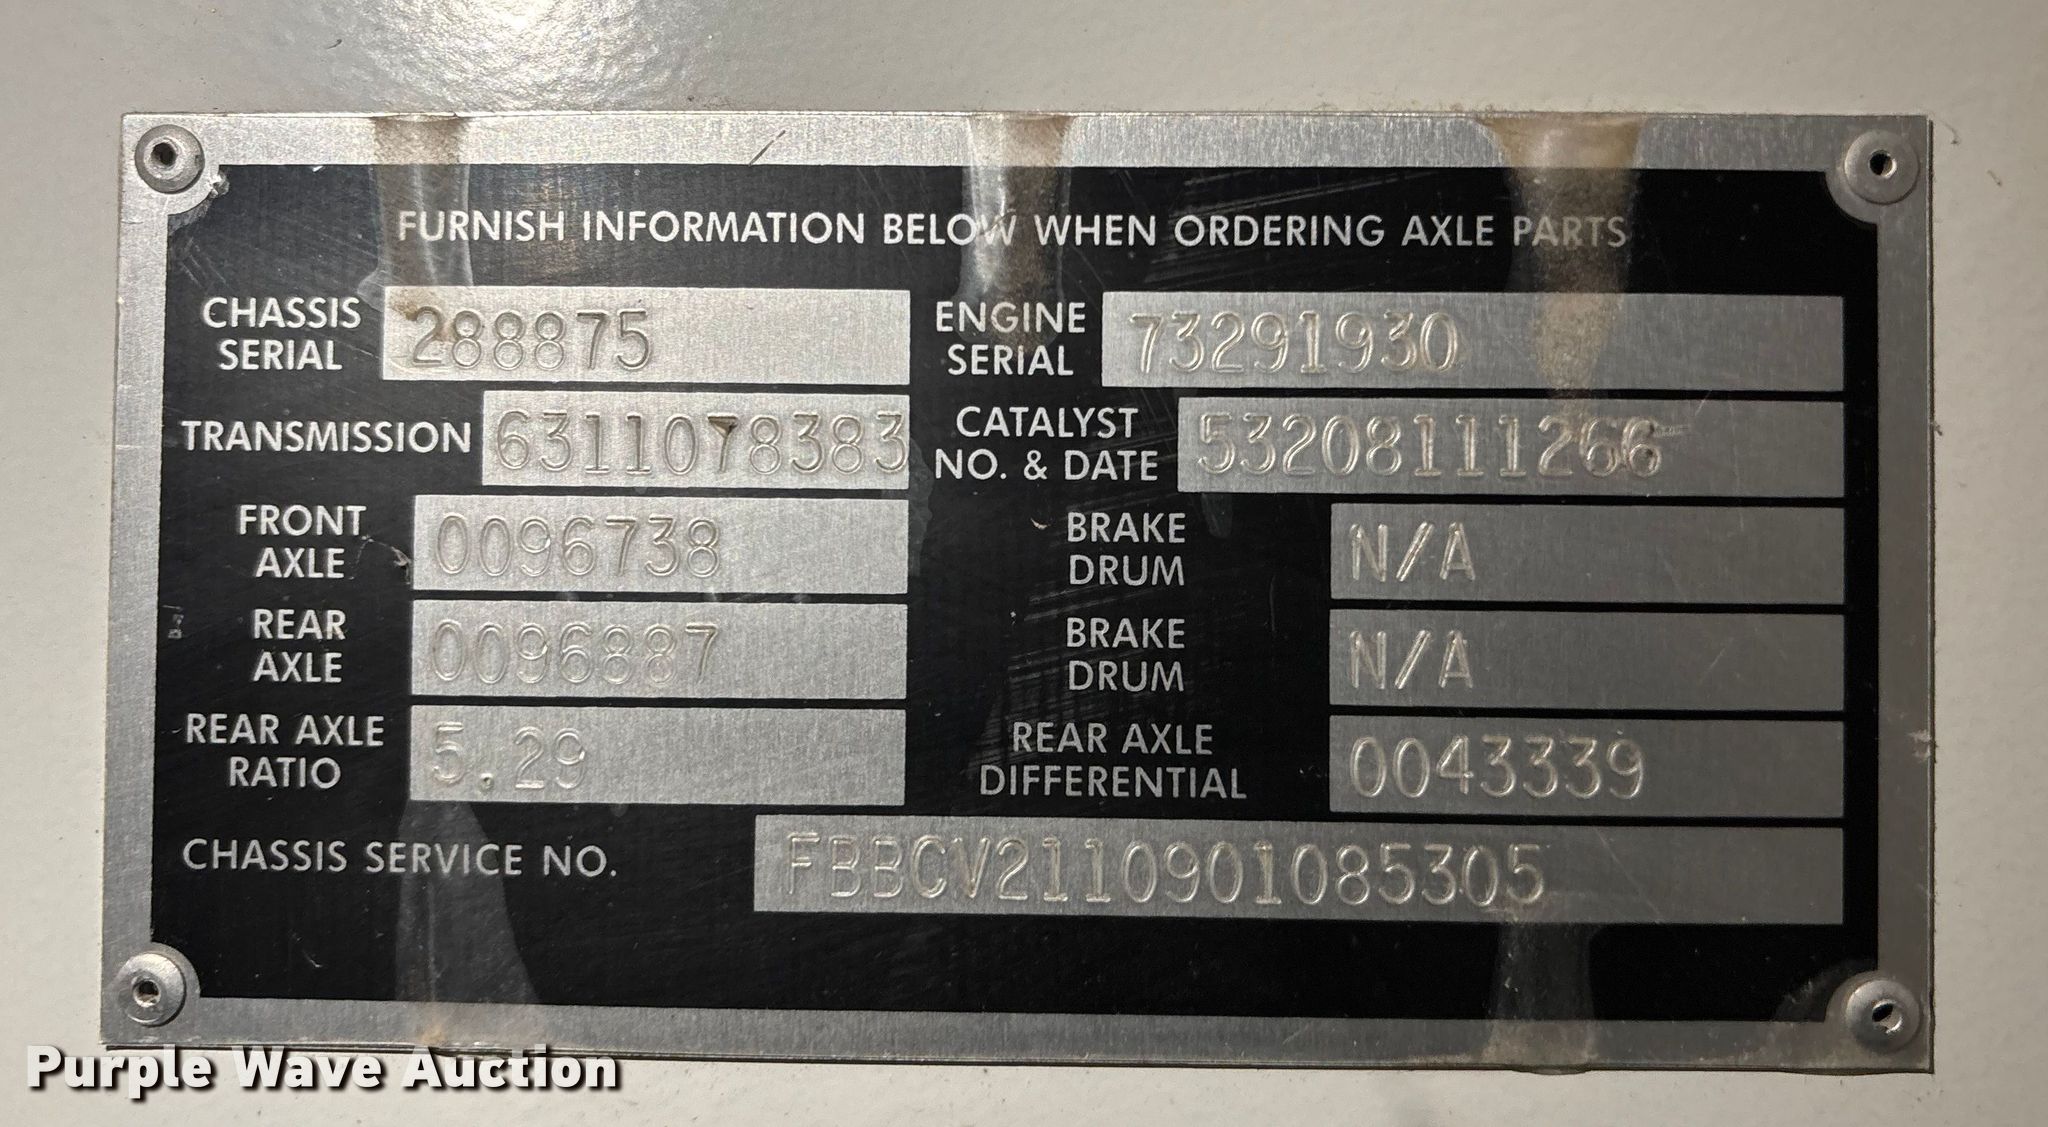 FURNISH INFORMATION BELOW WHEN ORDERING AXLE PARTS
CHASSIS SERIAL 288875
ENGINE SERIAL 73291930
TRANSMISSION 6311078383
CATALYST NO. & DATE 53208111266
FRONT AXLE 0096738
BRAKE DRUM N/A
REAR AXLE 0096887
BRAKE DRUM N/A
REAR AXLE RATIO 5.29
REAR AXLE DIFFERENTIAL 0043339
CHASSIS SERVICE NO. FBBCV2110901085305
Purple Wave Auction